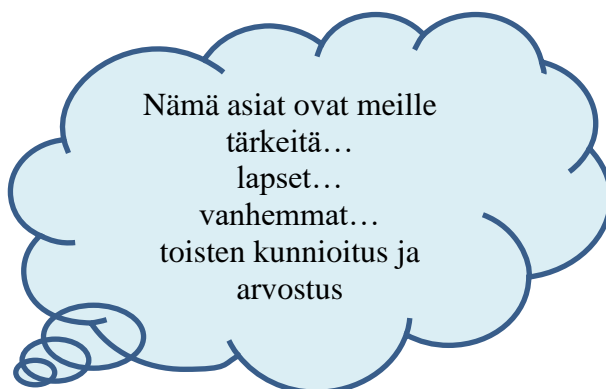 Nämä asiat ovat meille
tärkeitä…
lapset…
vanhemmat…
toisten kunnioitus ja
arvostus